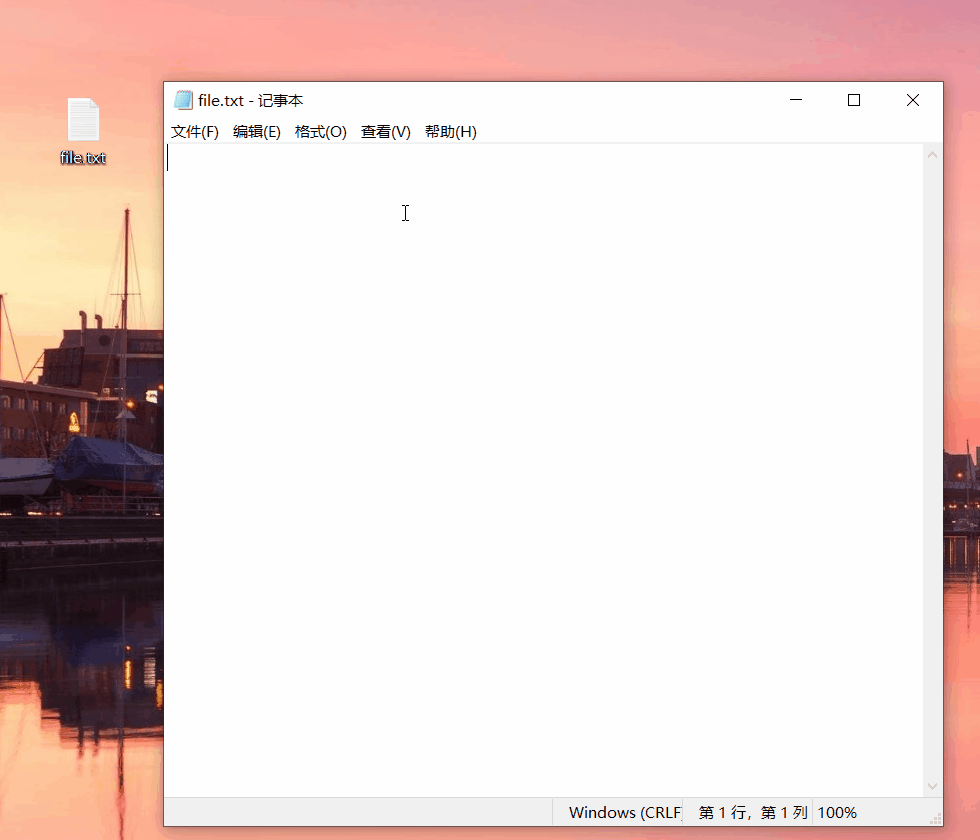 file.txt
file.txt - 记事本
文件(F) 编辑(E) 格式(O) 查看(V) 帮助(H)
Windows (CRLF 第 1 行，第 1 列 100%